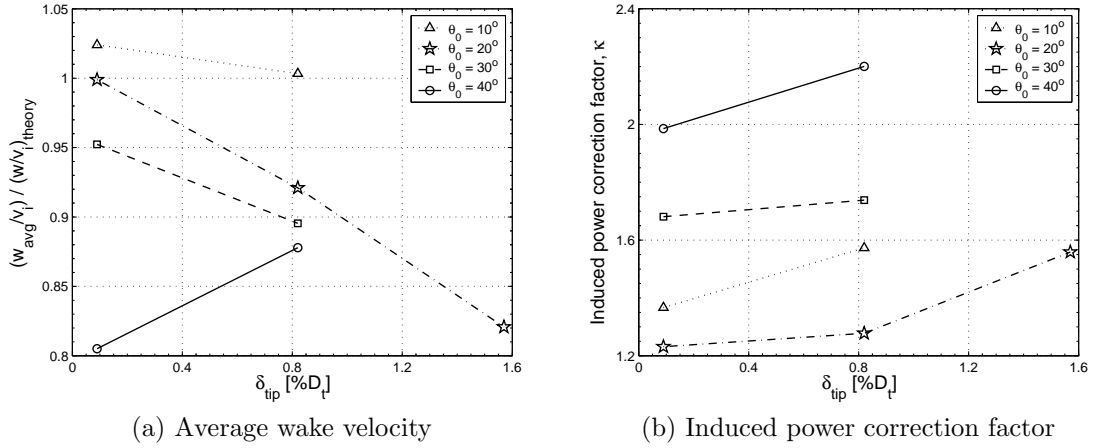 1.05
1
0.95
0.9
0.85
0.8
0
0.4
0.8
1.2
1.6
(w_avg/v_i) / (w/v_i)_theory
δ_tip [%D_t]
θ_0 = 10°
θ_0 = 20°
θ_0 = 30°
θ_0 = 40°
(a) Average wake velocity
2.4
2
1.6
1.2
0
0.4
0.8
1.2
1.6
Induced power correction factor, κ
δ_tip [%D_t]
θ_0 = 10°
θ_0 = 20°
θ_0 = 30°
θ_0 = 40°
(b) Induced power correction factor